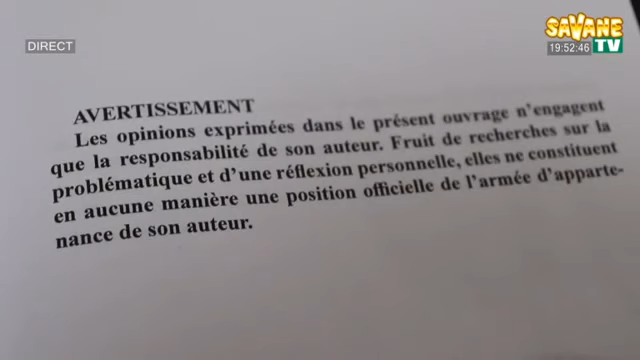 DIRECT
SAVANE
19:52:46 TV
AVERTISSEMENT
Les opinions exprimées dans le présent ouvrage n'engagent
que la responsabilité de son auteur. Fruit de recherches sur la
problématique et d'une réflexion personnelle, elles ne constituent
en aucune manière une position officielle de l'armée d'apparte-
nance de son auteur.